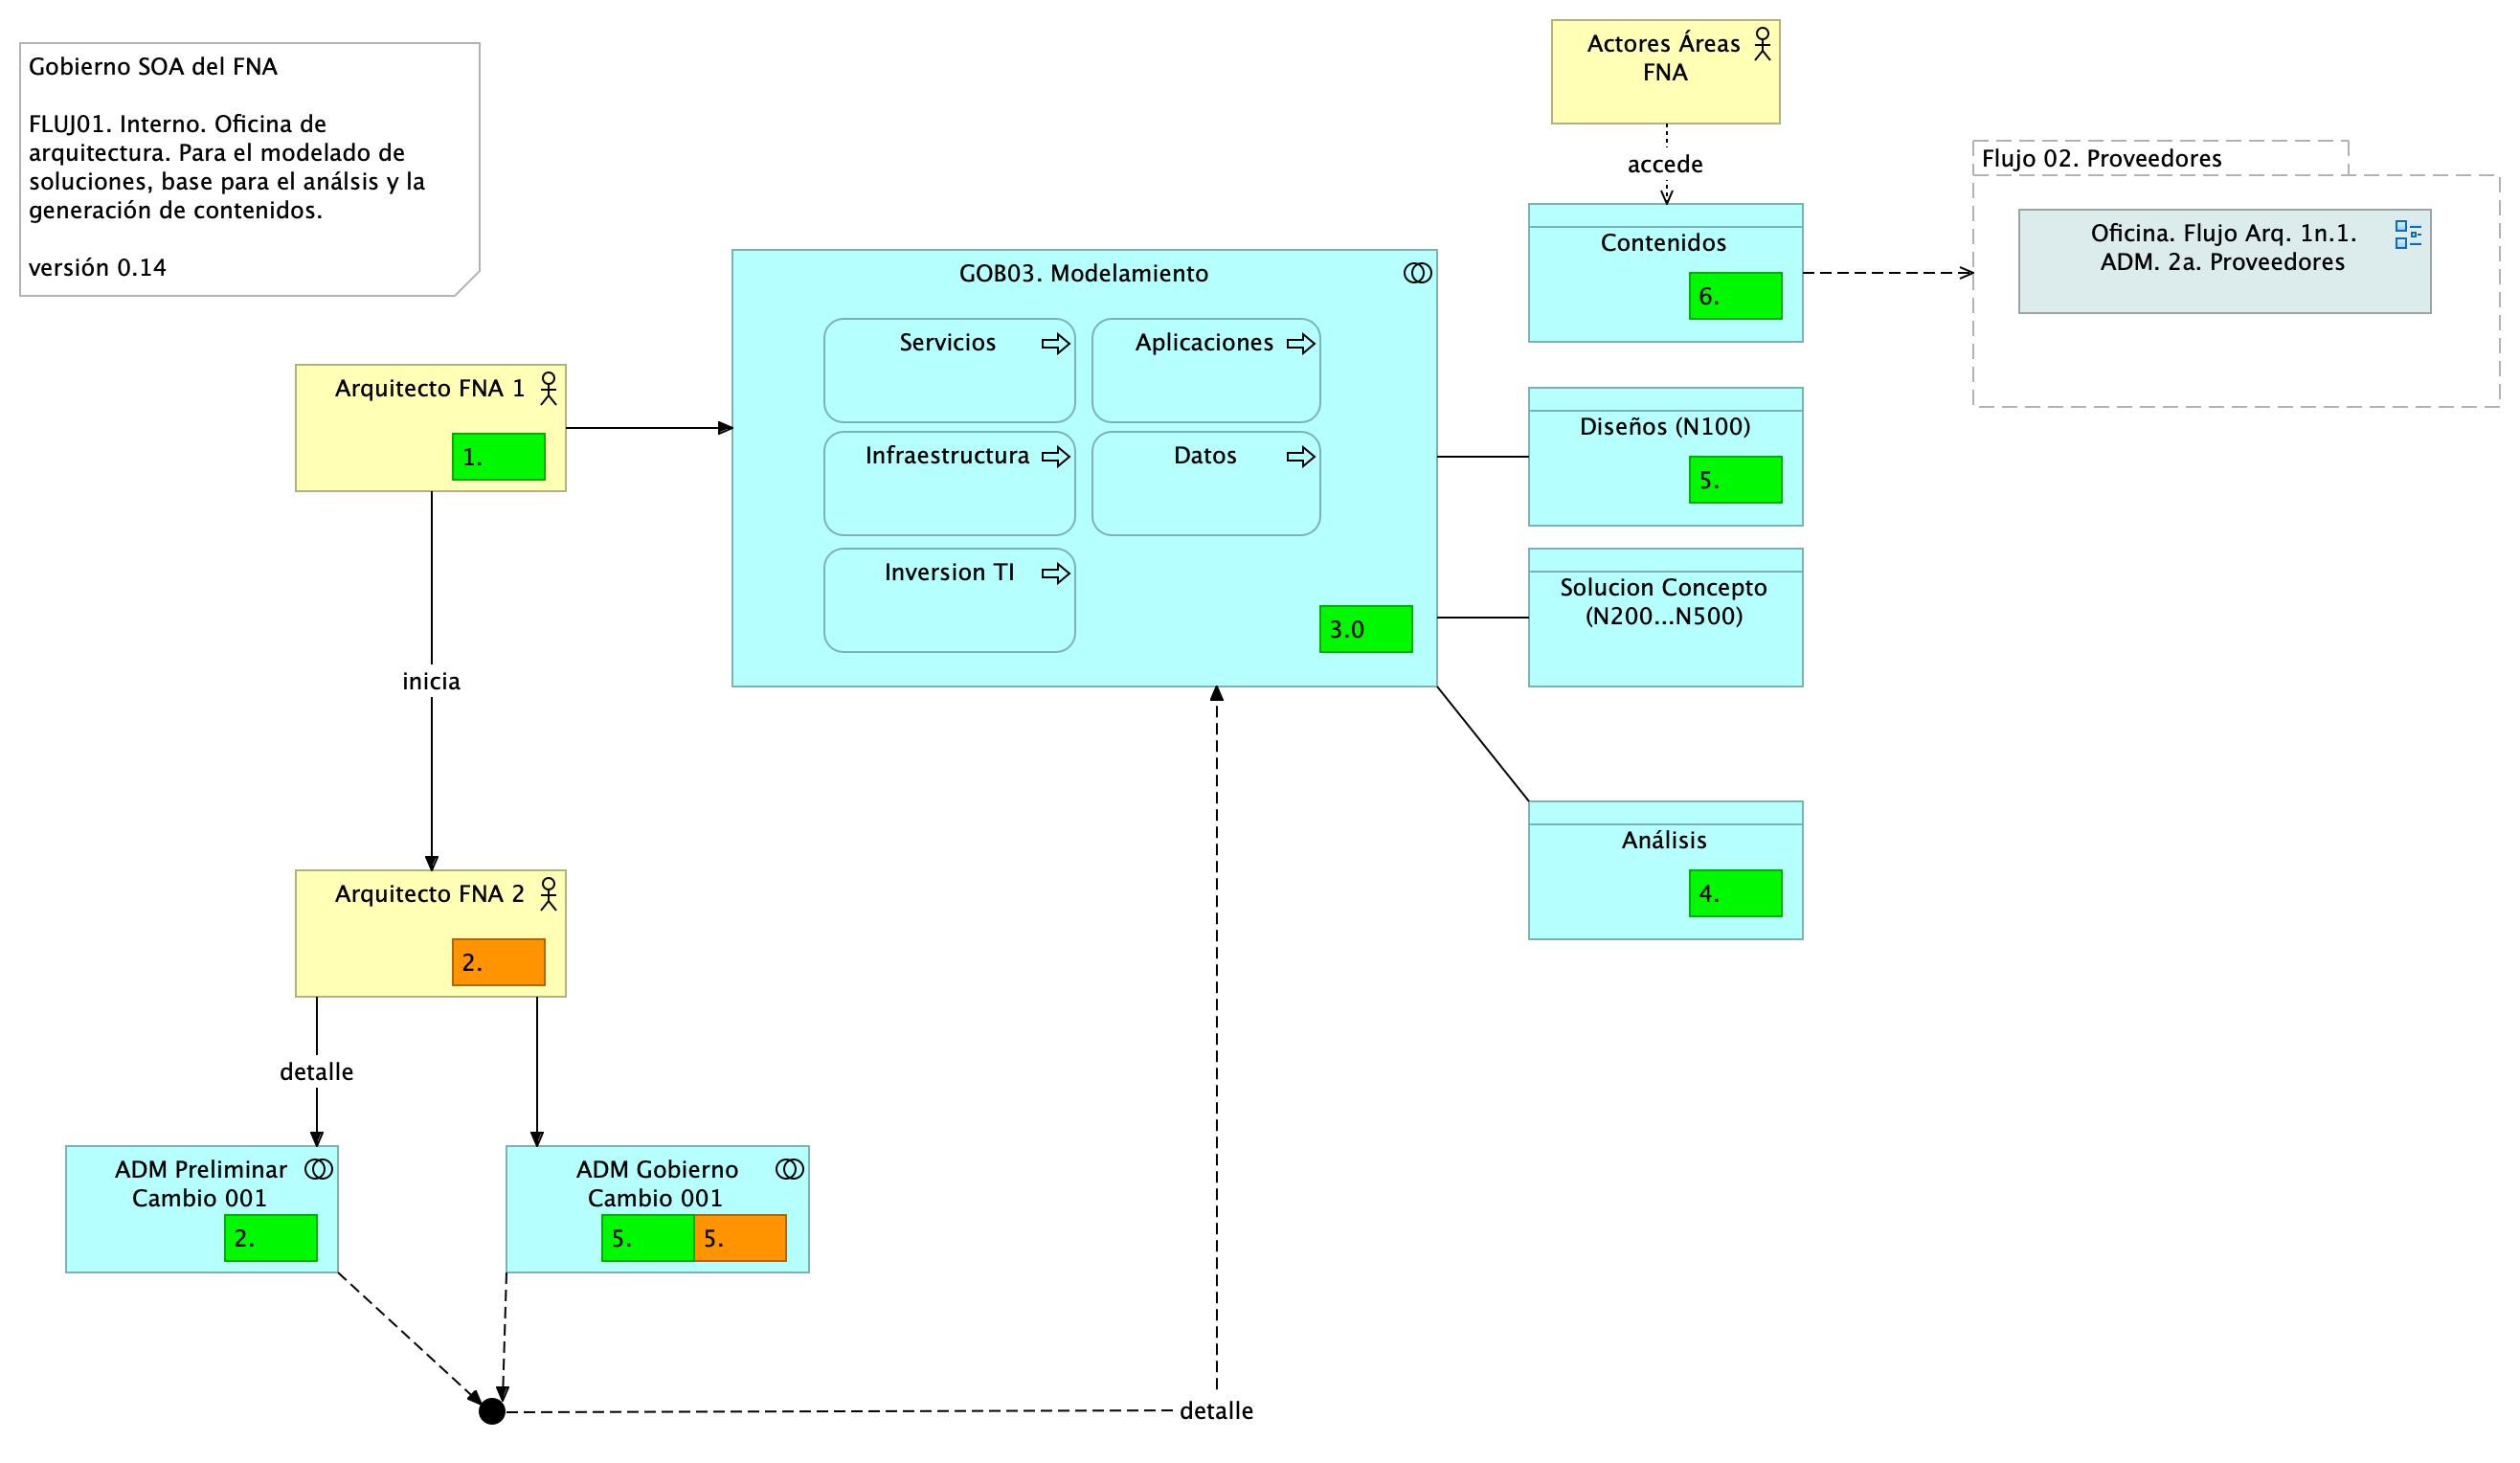 Gobierno SOA del FNA
FLUJ01. Interno. Oficina de
arquitectura. Para el modelado de
soluciones, base para el análsis y la
generación de contenidos.
versión 0.14
Actores Áreas
FNA
accede
Flujo 02. Proveedores
Oficina. Flujo Arq. 1n.1.
ADM. 2a. Proveedores
Contenidos
6.
GOB03. Modelamiento
Servicios
Aplicaciones
Infraestructura
Datos
Inversion TI
3.0
Arquitecto FNA 1
1.
Diseños (N100)
5.
Solucion Concepto
(N200...N500)
inicia
Análisis
4.
Arquitecto FNA 2
2.
detalle
ADM Preliminar
Cambio 001
2.
ADM Gobierno
Cambio 001
5.
5.
detalle